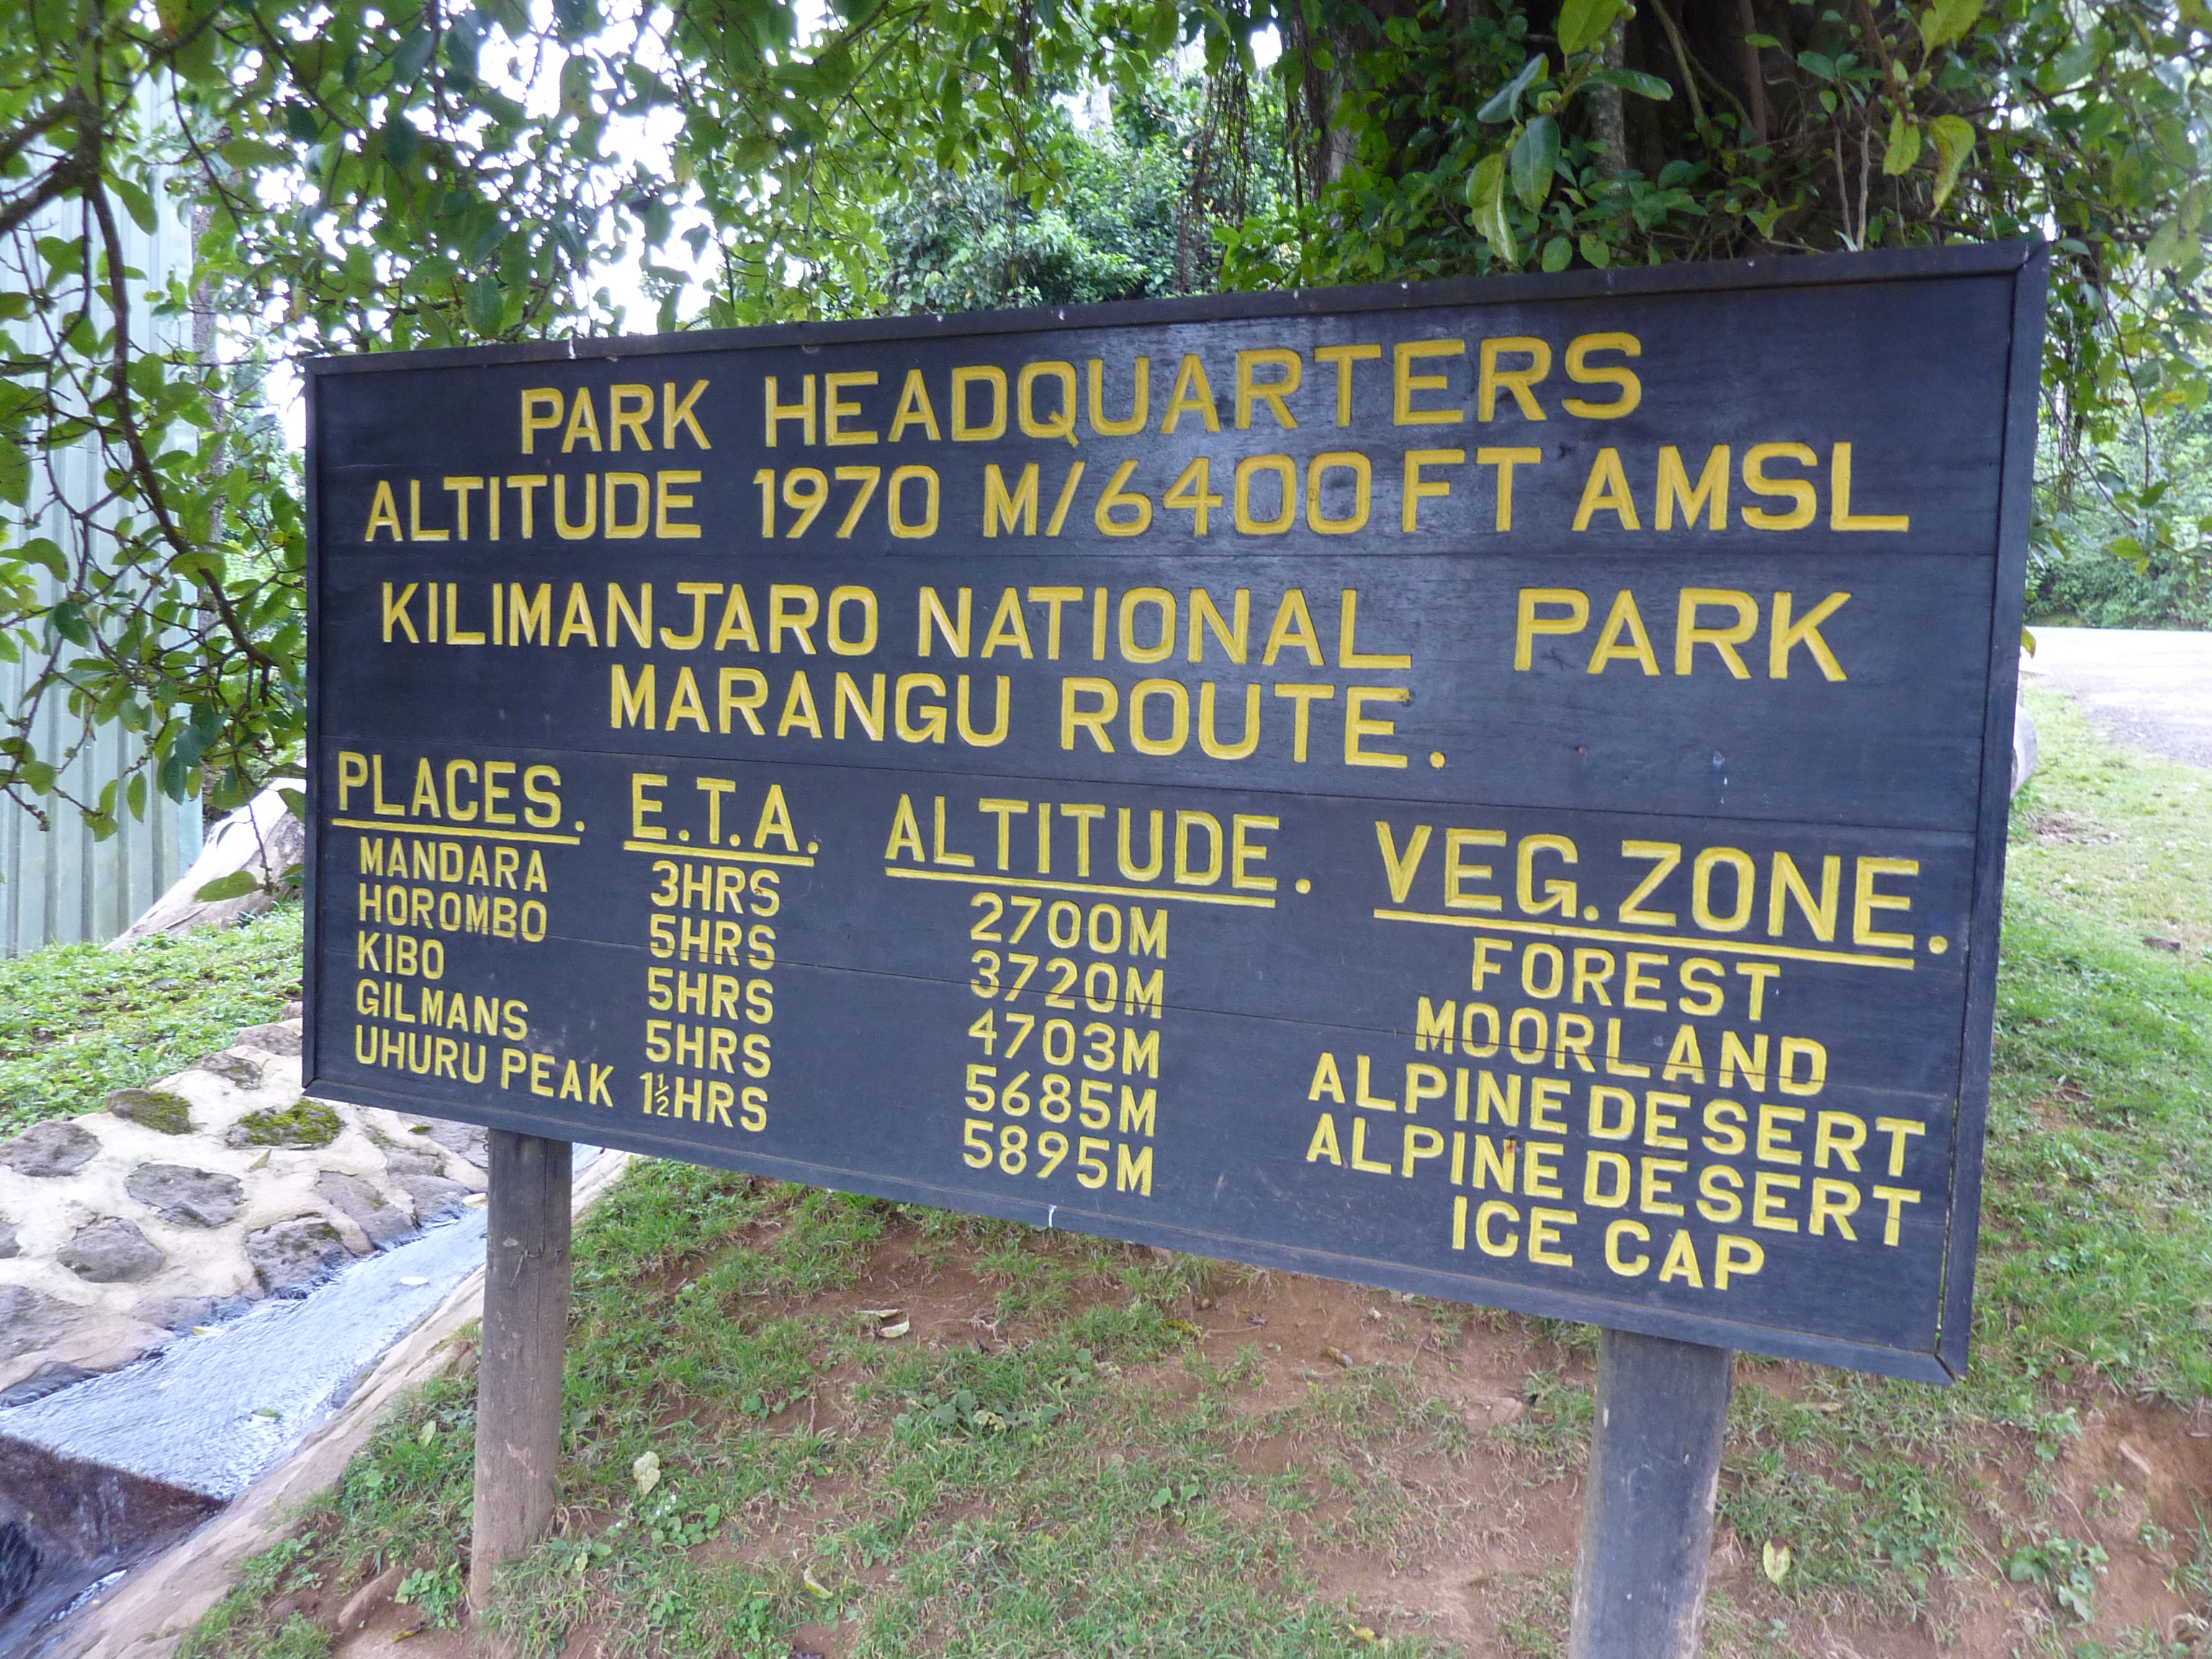 PARK HEADQUARTERS
ALTITUDE 1970 M/6400 FT AMSL
KILIMANJARO NATIONAL PARK
MARANGU ROUTE.
PLACES. E.T.A. ALTITUDE. VEG.ZONE.
MANDARA 3HRS 2700M FOREST
HOROMBO 5HRS 3720M MOORLAND
KIBO 5HRS 4703M ALPINE DESERT
GILMANS 5HRS 5685M ALPINE DESERT
UHURU PEAK 1½HRS 5895M ICE CAP